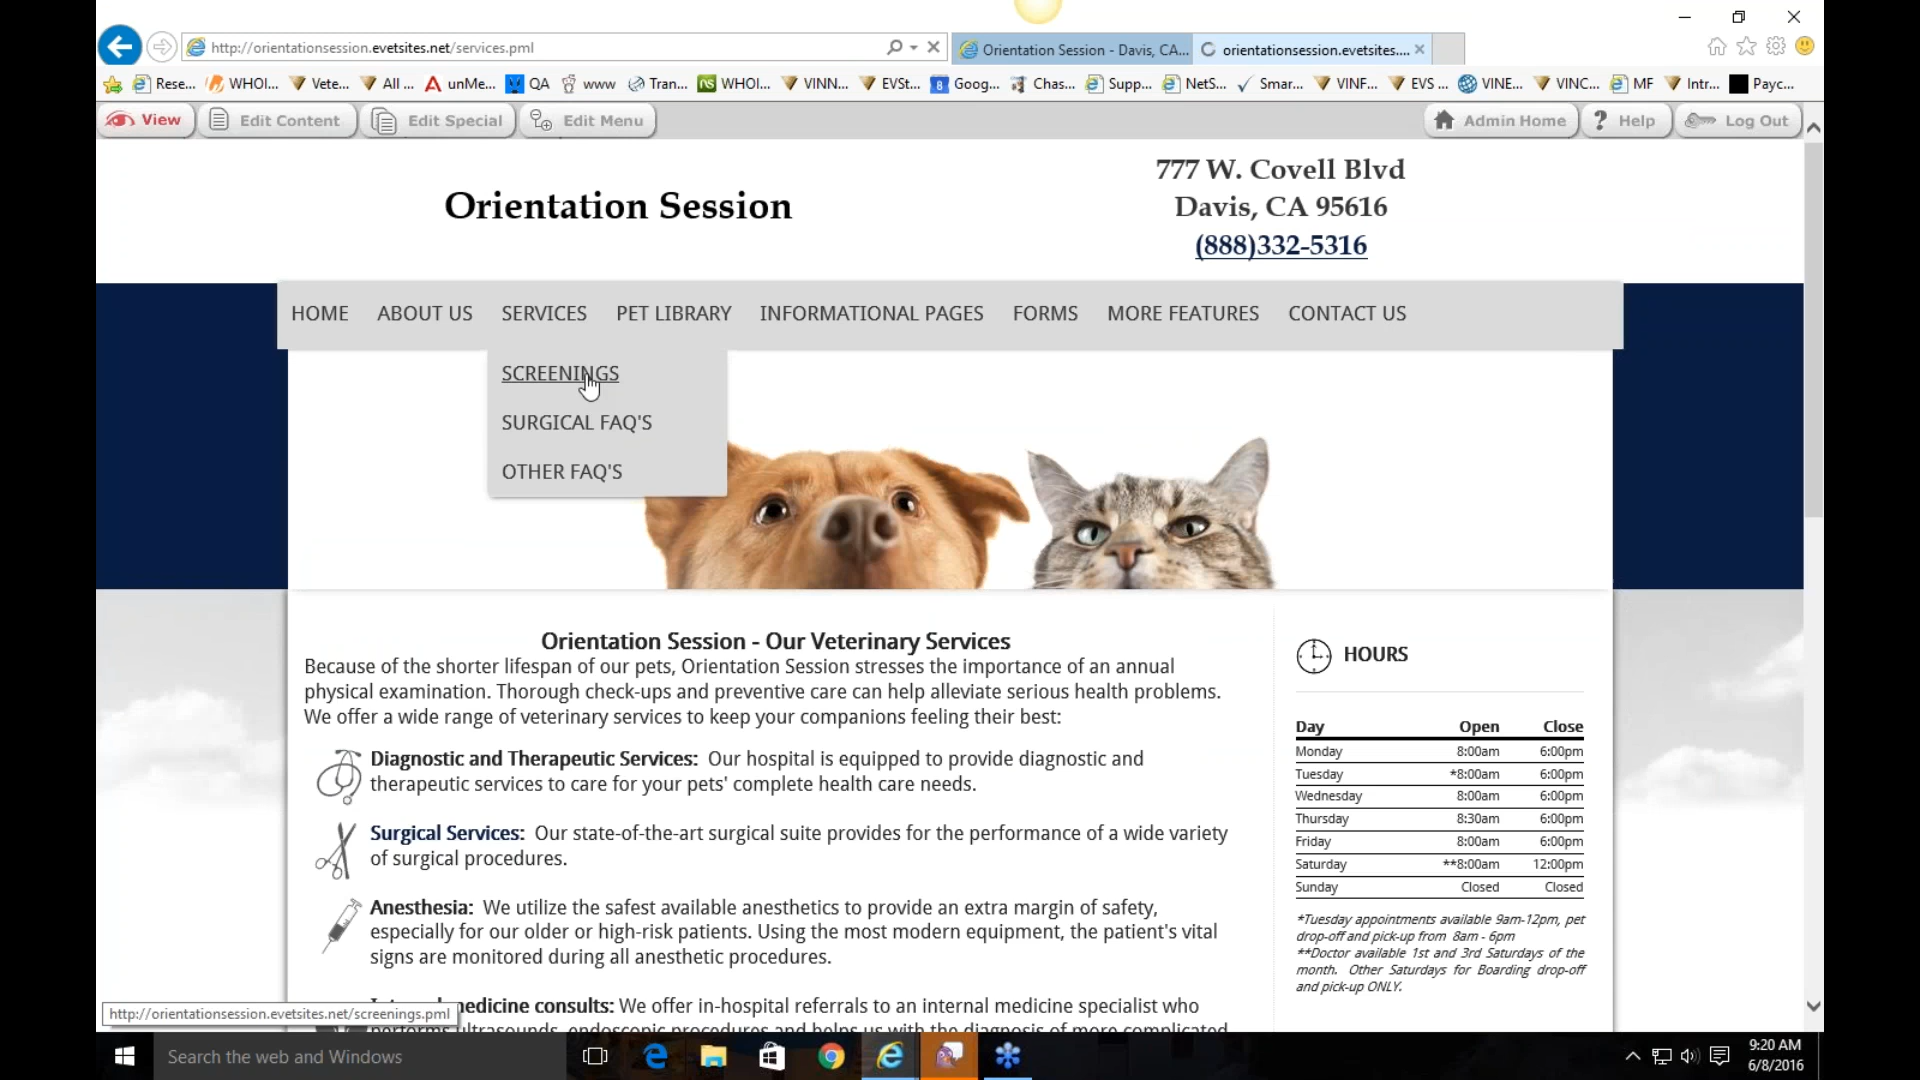 http://orientationsession.evetsites.net/services.pml
Orientation Session - Davis, CA...
orientationsession.evetsites....
Rese...
WHOI...
Vete...
All ...
unMe...
QA
www
Tran...
WHOI...
VINN...
EVSt...
Goog...
Chas...
Supp...
NetS...
Smar...
VINF...
EVS ...
VINE...
VINC...
MF
Intr...
Payc...
View
Edit Content
Edit Special
Edit Menu
Admin Home
Help
Log Out
Orientation Session
777 W. Covell Blvd
Davis, CA 95616
(888)332-5316
HOME
ABOUT US
SERVICES
PET LIBRARY
INFORMATIONAL PAGES
FORMS
MORE FEATURES
CONTACT US
SCREENINGS
SURGICAL FAQ'S
OTHER FAQ'S
Orientation Session - Our Veterinary Services
Because of the shorter lifespan of our pets, Orientation Session stresses the importance of an annual
physical examination. Thorough check-ups and preventive care can help alleviate serious health problems.
We offer a wide range of veterinary services to keep your companions feeling their best:
Diagnostic and Therapeutic Services: Our hospital is equipped to provide diagnostic and
therapeutic services to care for your pets' complete health care needs.
Surgical Services: Our state-of-the-art surgical suite provides for the performance of a wide variety
of surgical procedures.
Anesthesia: We utilize the safest available anesthetics to provide an extra margin of safety,
especially for our older or high-risk patients. Using the most modern equipment, the patient's vital
signs are monitored during all anesthetic procedures.
medicine consults: We offer in-hospital referrals to an internal medicine specialist who
performs ultrasounds, endoscopic procedures and helps us with the diagnosis of more complicated
HOURS
Day Open Close
Monday 8:00am 6:00pm
Tuesday *8:00am 6:00pm
Wednesday 8:00am 6:00pm
Thursday 8:30am 6:00pm
Friday 8:00am 6:00pm
Saturday **8:00am 12:00pm
Sunday Closed Closed
*Tuesday appointments available 9am-12pm, pet
drop-off and pick-up from 8am - 6pm
**Doctor available 1st and 3rd Saturdays of the
month. Other Saturdays for Boarding drop-off
and pick-up ONLY.
http://orientationsession.evetsites.net/screenings.pml
Search the web and Windows
9:20 AM
6/8/2016